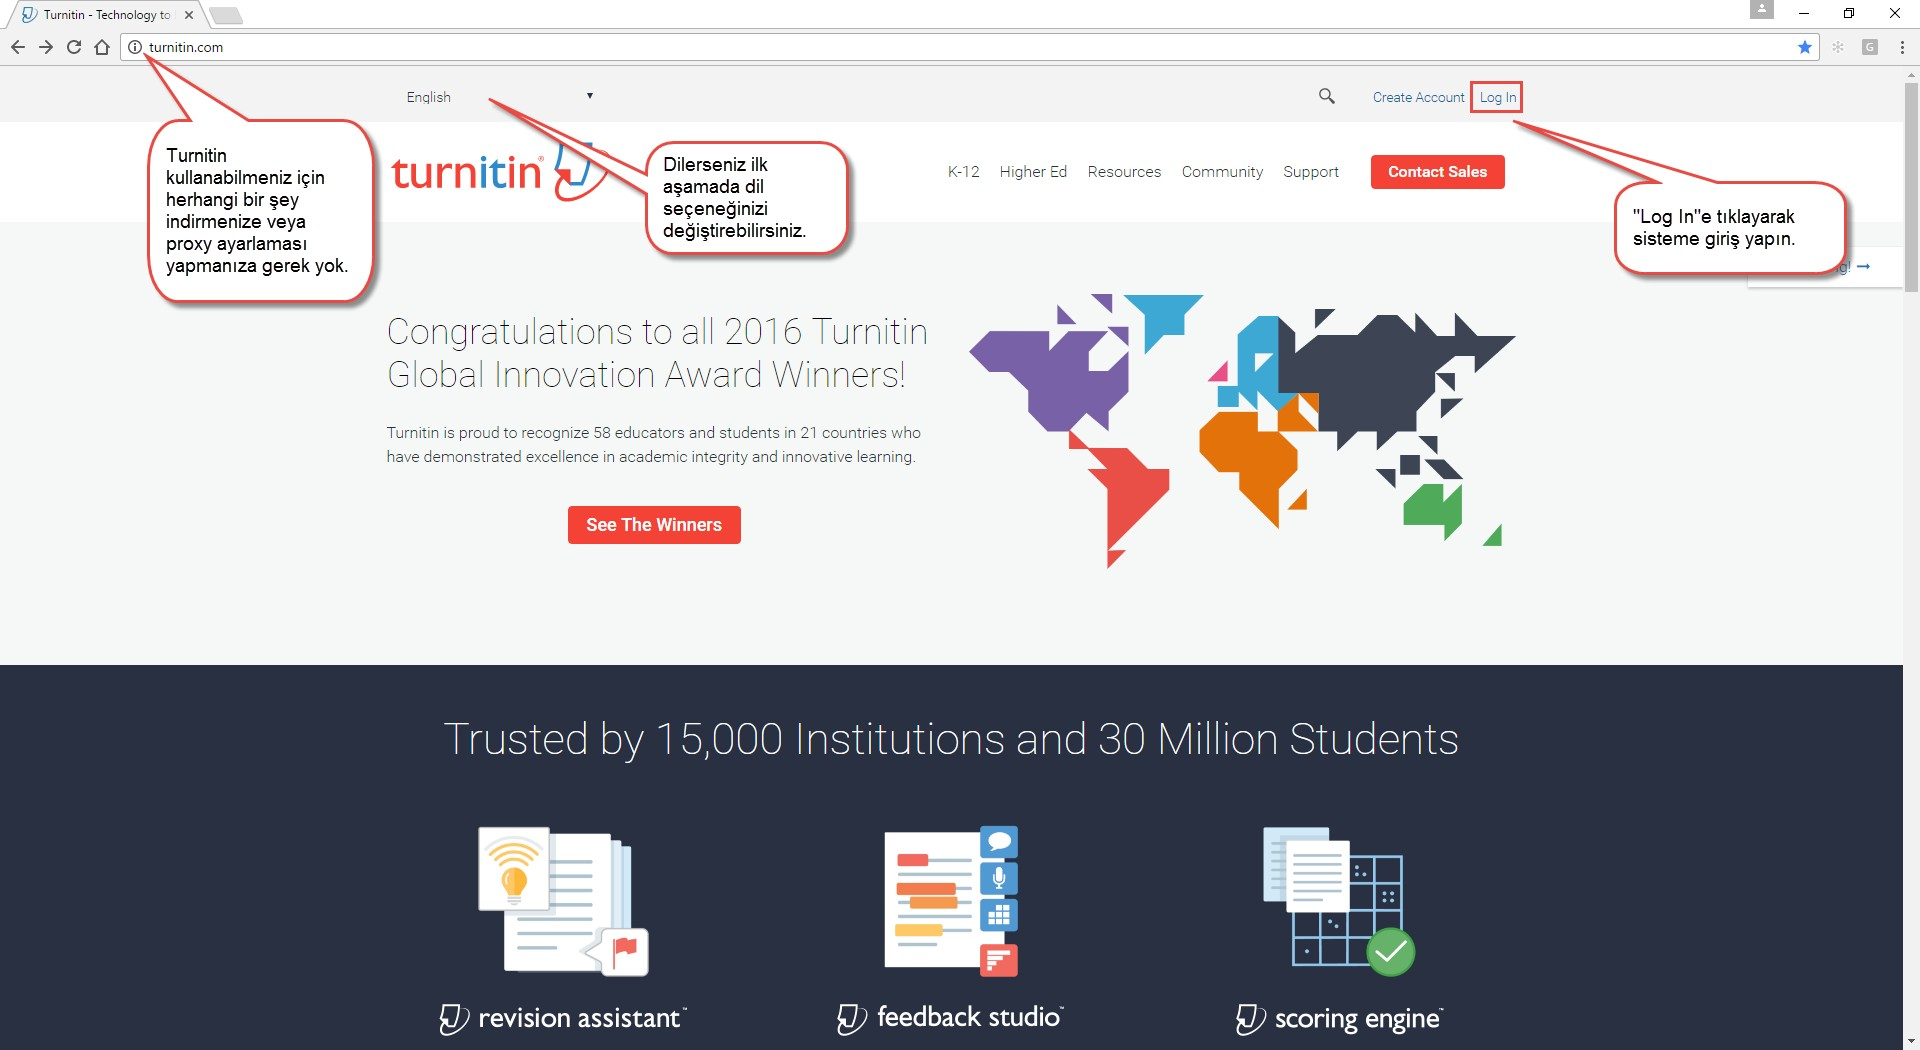 Turnitin - Technology to
turnitin.com
English
Create Account
Log In
turnitin
K-12
Higher Ed
Resources
Community
Support
Contact Sales
Turnitin
kullanabilmeniz için
herhangi bir şey
indirmenize veya
proxy ayarlaması
yapmanıza gerek yok.
Dilerseniz ilk
aşamada dil
seçeneğinizi
değiştirebilirsiniz.
"Log In"e tıklayarak
sisteme giriş yapın.
Congratulations to all 2016 Turnitin
Global Innovation Award Winners!
Turnitin is proud to recognize 58 educators and students in 21 countries who
have demonstrated excellence in academic integrity and innovative learning.
See The Winners
Trusted by 15,000 Institutions and 30 Million Students
revision assistant™
feedback studio™
scoring engine™